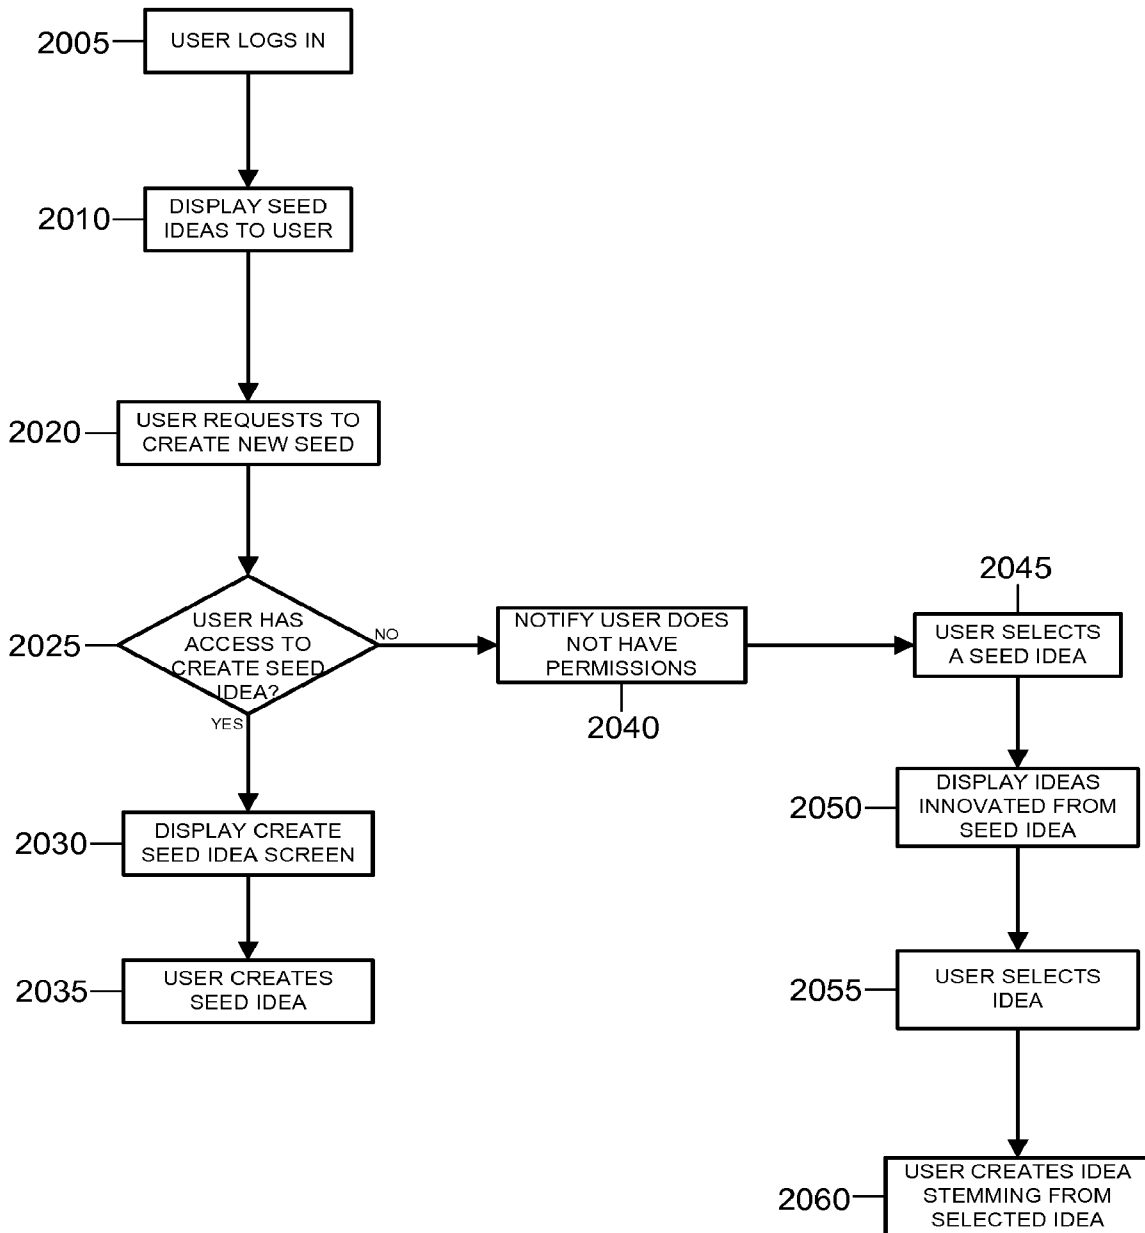 2005
USER LOGS IN
2010
DISPLAY SEED
IDEAS TO USER
2020
USER REQUESTS TO
CREATE NEW SEED
2025
USER HAS
ACCESS TO
CREATE SEED
IDEA?
NO
YES
NOTIFY USER DOES
NOT HAVE
PERMISSIONS
2040
2045
USER SELECTS
A SEED IDEA
2030
DISPLAY CREATE
SEED IDEA SCREEN
2035
USER CREATES
SEED IDEA
2050
DISPLAY IDEAS
INNOVATED FROM
SEED IDEA
2055
USER SELECTS
IDEA
2060
USER CREATES IDEA
STEMMING FROM
SELECTED IDEA